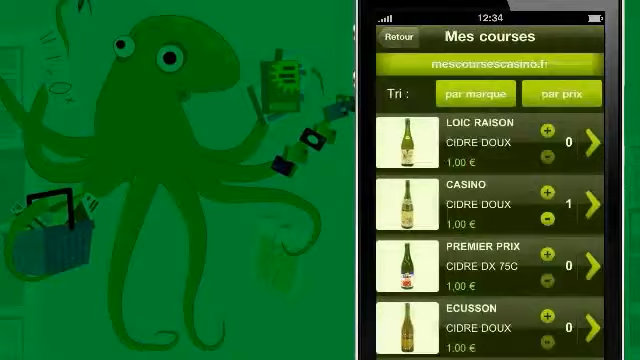 12:34
Retour Mes courses
mescoursescasino.fr
Tri : par marque par prix
LOIC RAISON
CIDRE DOUX 0
1,00 €
CASINO
CIDRE DOUX 1
1,00 €
PREMIER PRIX
CIDRE DX 75C 0
1,00 €
ECUSSON
CIDRE DOUX 0
1,00 €